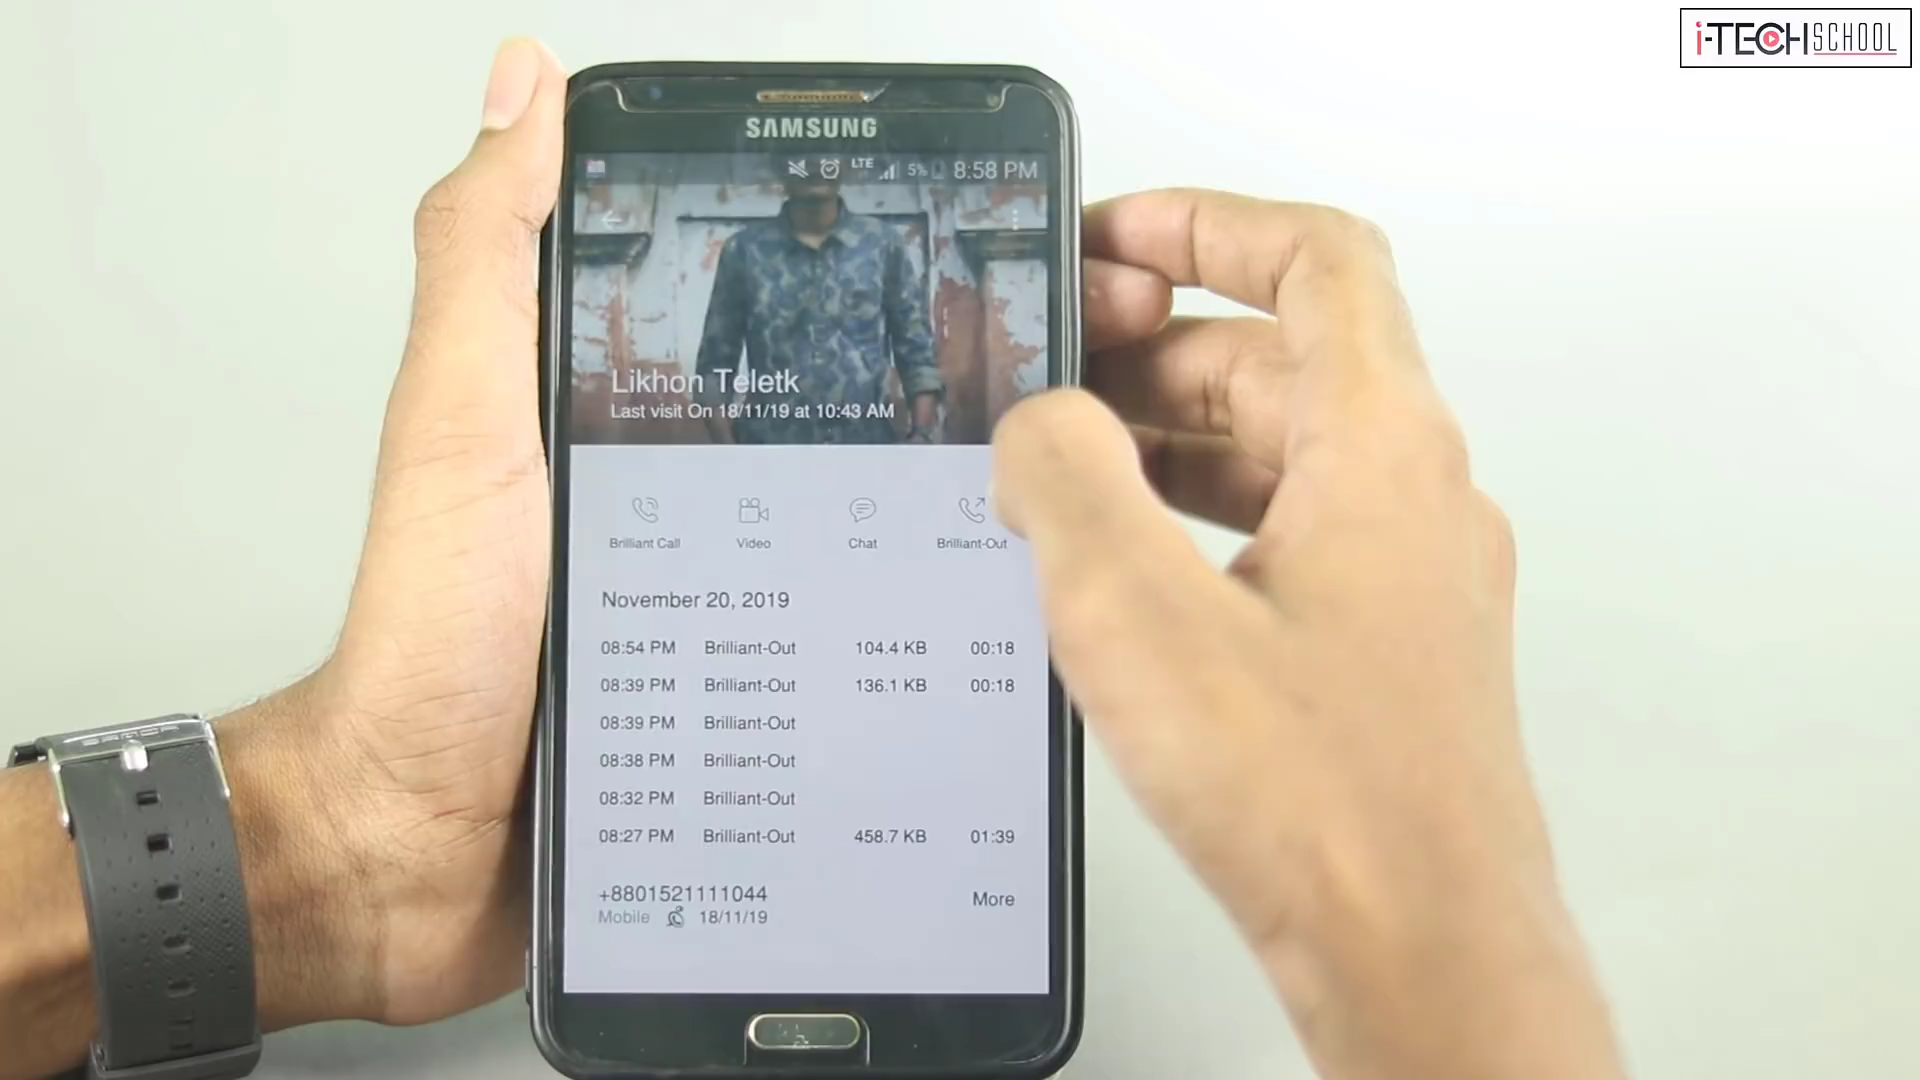 i-TECH SCHOOL
SAMSUNG
LTE 5% 8:58 PM
Likhon Teletk
Last visit On 18/11/19 at 10:43 AM
Brilliant Call Video Chat Brilliant-Out
November 20, 2019
08:54 PM Brilliant-Out 104.4 KB 00:18
08:39 PM Brilliant-Out 136.1 KB 00:18
08:39 PM Brilliant-Out
08:38 PM Brilliant-Out
08:32 PM Brilliant-Out
08:27 PM Brilliant-Out 458.7 KB 01:39
+8801521111044
More
Mobile 18/11/19